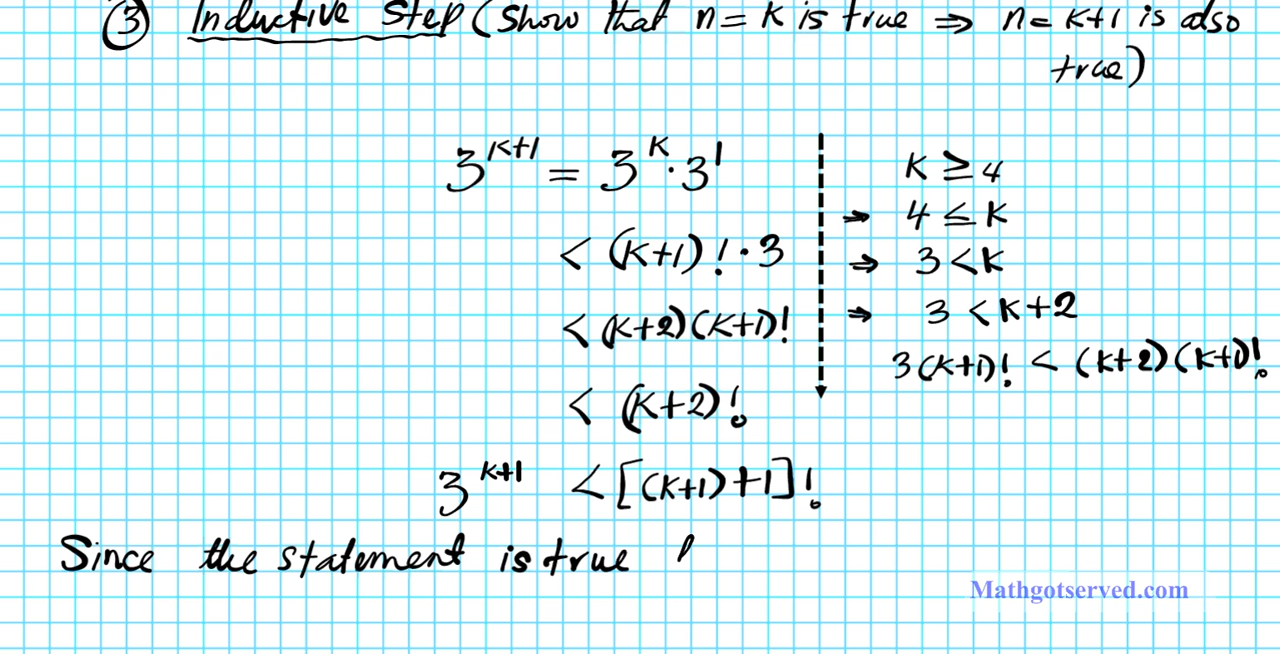 ③ Inductive Step (Show that n = k is true ⇒ n = k+1 is also
true)
3^{k+1} = 3^k · 3^1
< (k+1)! · 3
< (k+2)(k+1)!
< (k+2)!
3^{k+1} < [(k+1)+1]!
k ≥ 4
⇒ 4 ≤ k
⇒ 3 < k
⇒ 3 < k+2
3(k+1)! < (k+2)(k+1)!
Since the statement is true
Mathgotserved.com